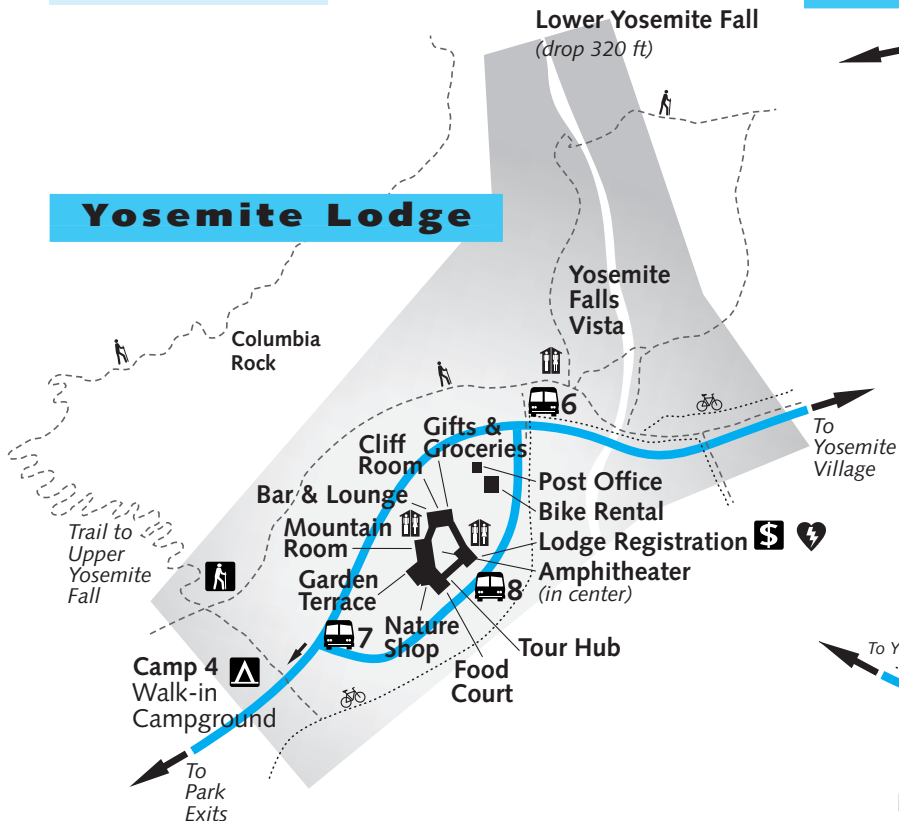 Lower Yosemite Fall
(drop 320 ft)
Yosemite Lodge
Yosemite
Falls
Vista
Columbia
Rock
6
To
Yosemite
Village
Gifts &
Groceries
Cliff
Room
Bar & Lounge
Mountain
Room
Garden
Terrace
Post Office
Bike Rental
Lodge Registration $
Amphitheater
(in center)
8
7
Nature
Shop
Tour Hub
Food
Court
Trail to
Upper
Yosemite
Fall
Camp 4
Walk-in
Campground
To
Park
Exits
To Y